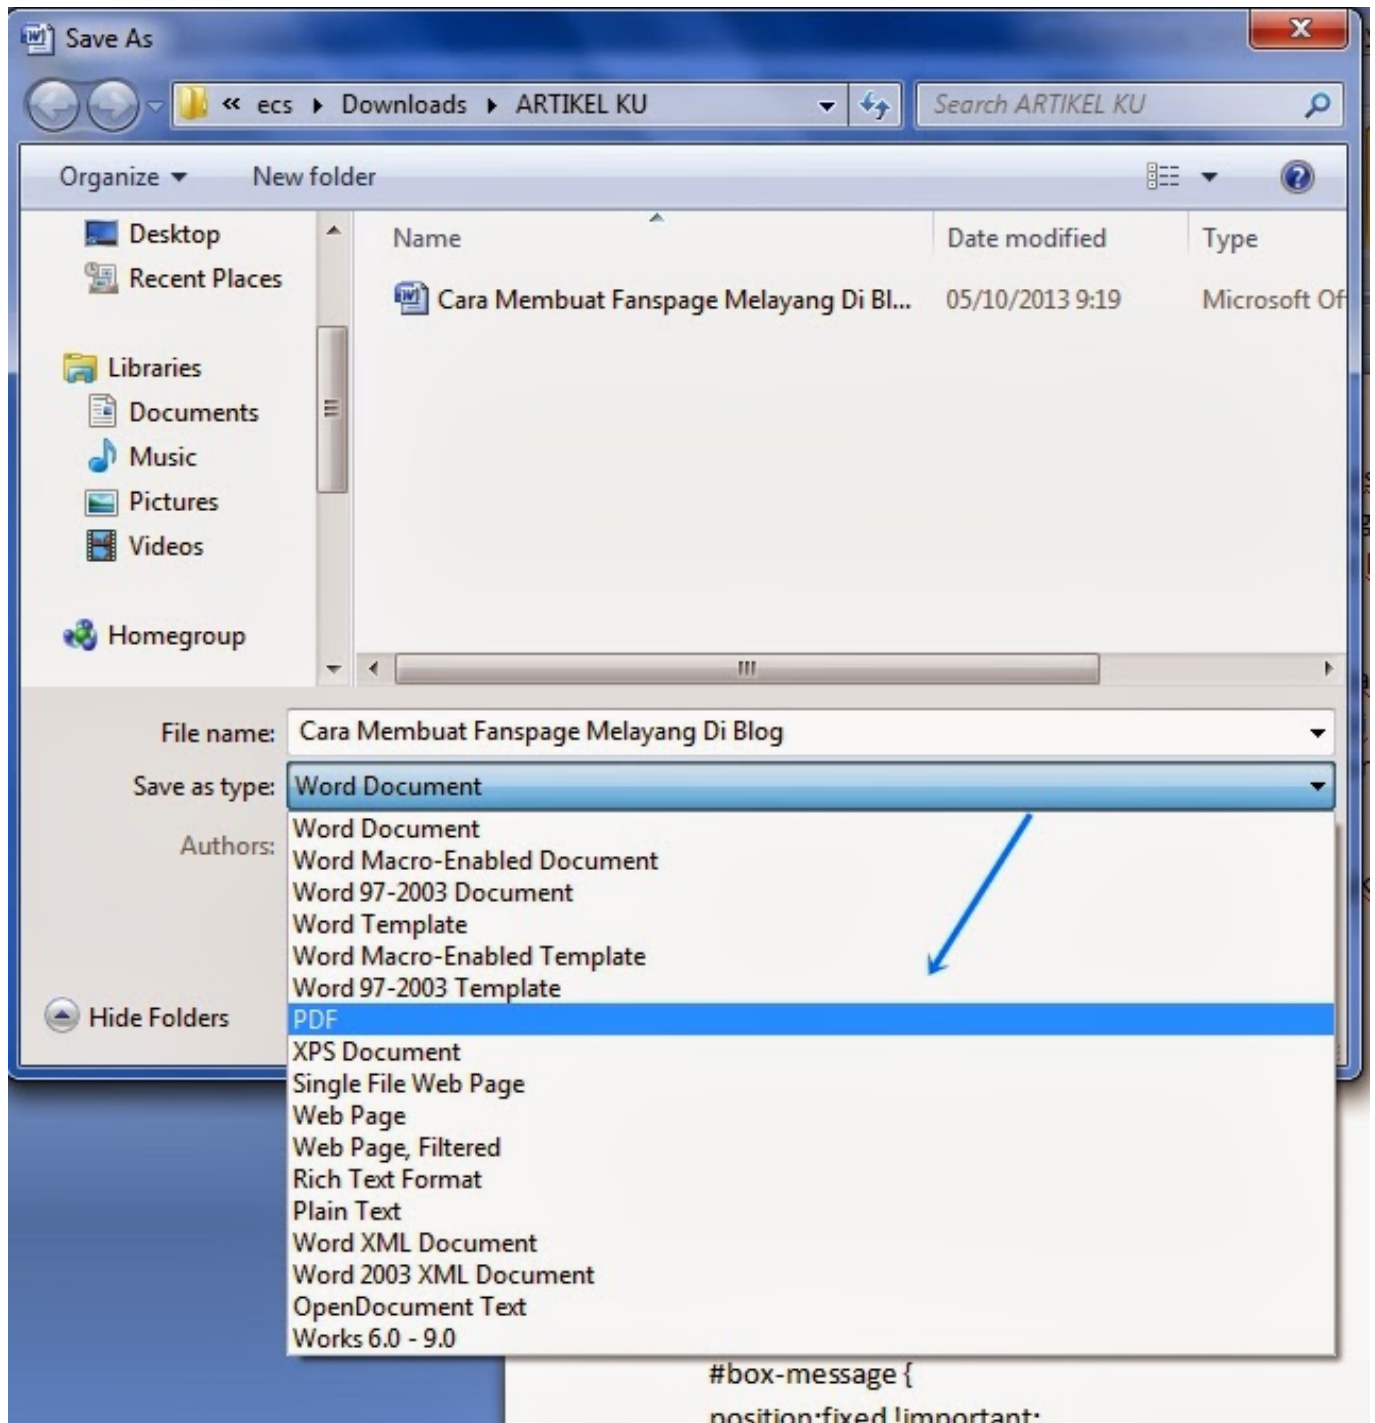 Save As
« ecs Downloads ARTIKEL KU Search ARTIKEL KU
Organize New folder
Desktop
Recent Places
Libraries
Documents
Music
Pictures
Videos
Homegroup
Name Date modified Type
Cara Membuat Fanspage Melayang Di Bl... 05/10/2013 9:19 Microsoft Of
File name: Cara Membuat Fanspage Melayang Di Blog
Save as type: Word Document
Authors:
Word Document
Word Macro-Enabled Document
Word 97-2003 Document
Word Template
Word Macro-Enabled Template
Word 97-2003 Template
PDF
XPS Document
Single File Web Page
Web Page
Web Page, Filtered
Rich Text Format
Plain Text
Word XML Document
Word 2003 XML Document
OpenDocument Text
Works 6.0 - 9.0
Hide Folders
#box-message {
position:fixed !important;